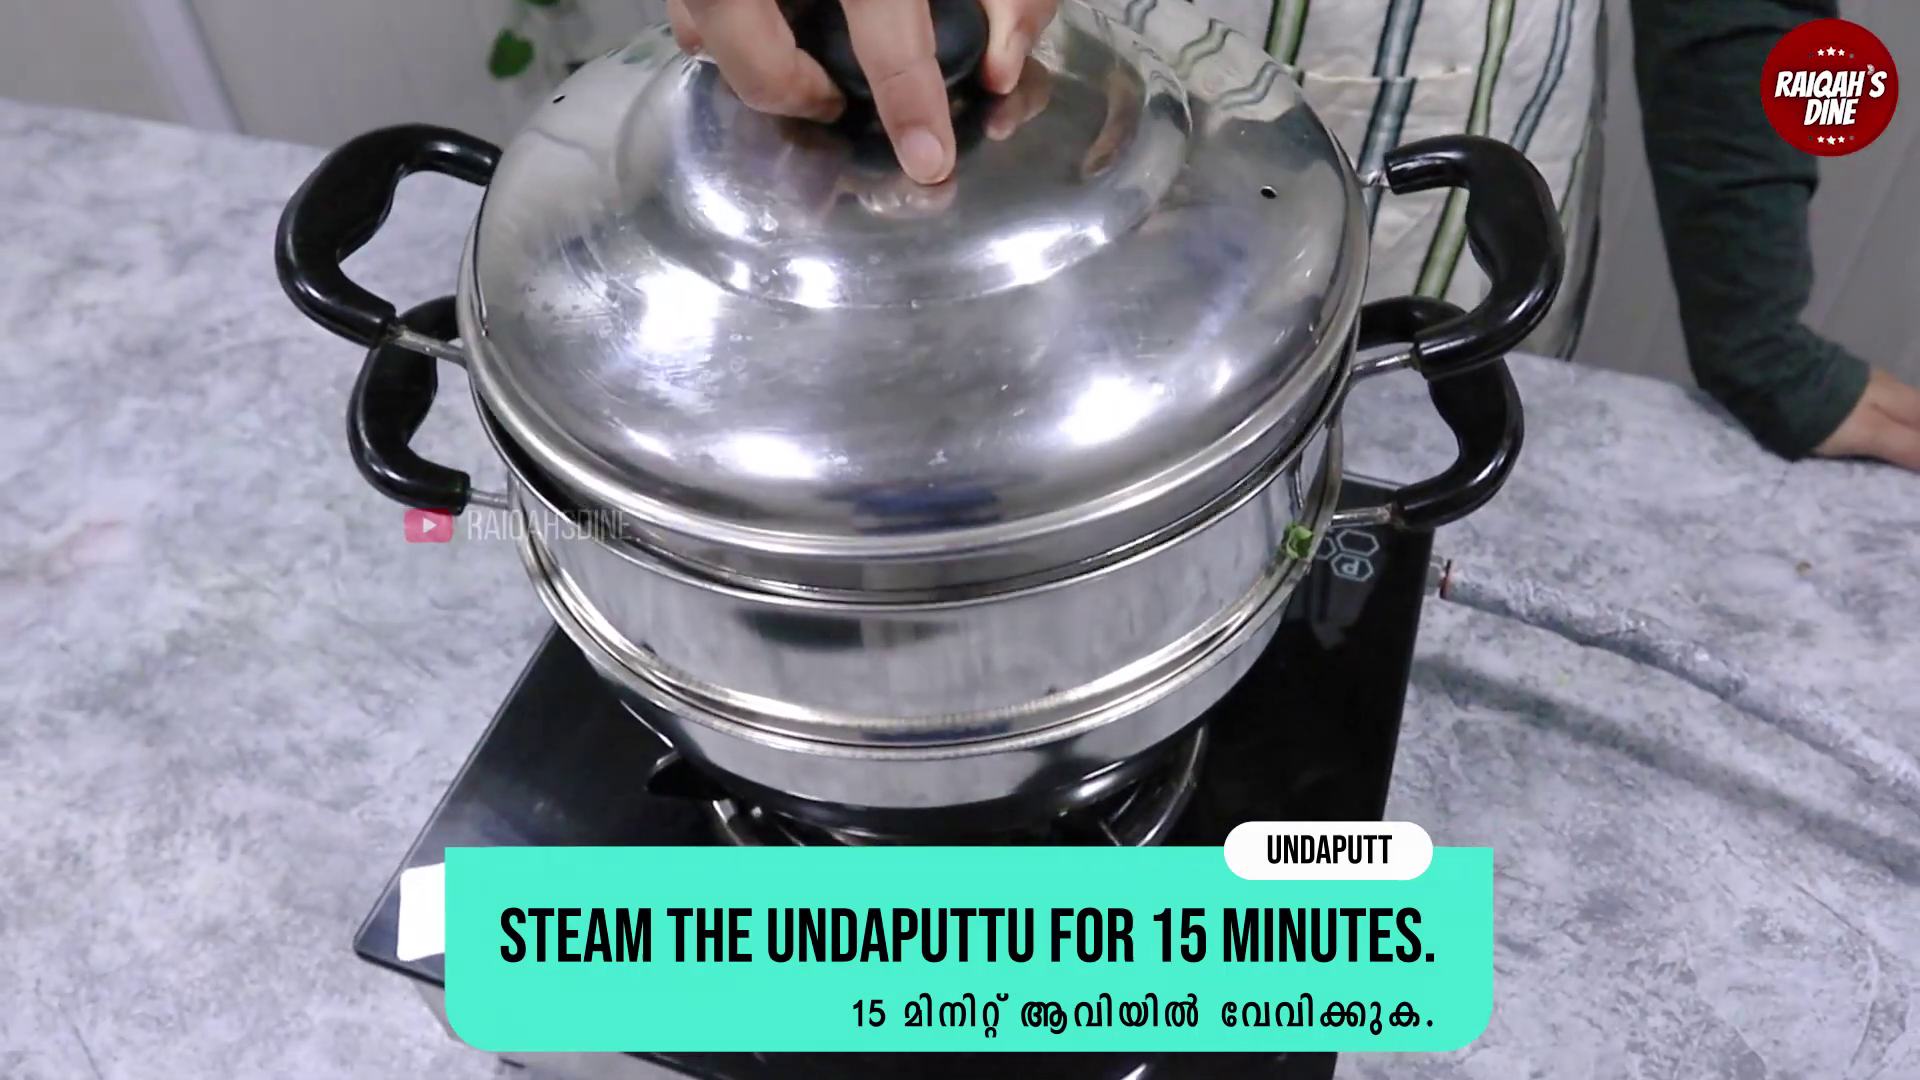 RAIQAH'S
DINE
RAIQAHSDINE
UNDAPUTT
STEAM THE UNDAPUTTU FOR 15 MINUTES.
15 മിനിറ്റ് ആവിയിൽ വേവിക്കുക.